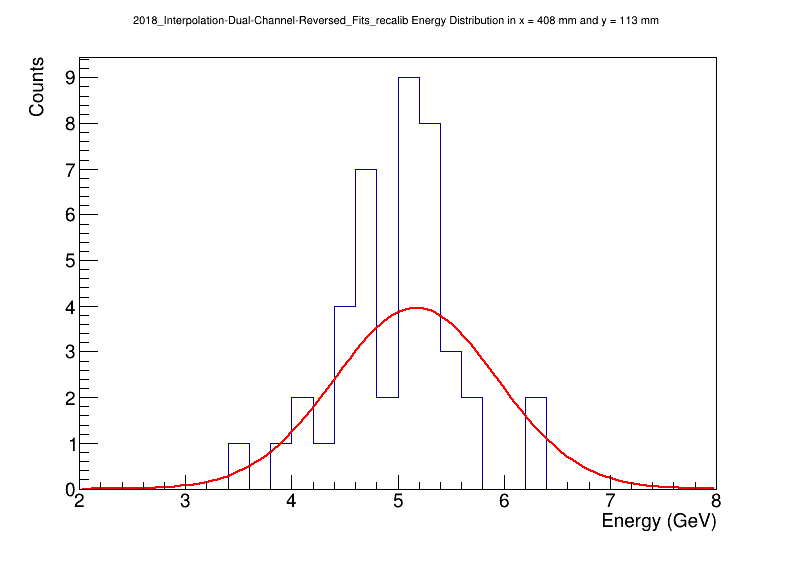 2018_Interpolation-Dual-Channel-Reversed_Fits_recalib Energy Distribution in x = 408 mm and y = 113 mm
Counts
9
8
7
6
5
4
3
2
1
0
2 3 4 5 6 7 8
Energy (GeV)